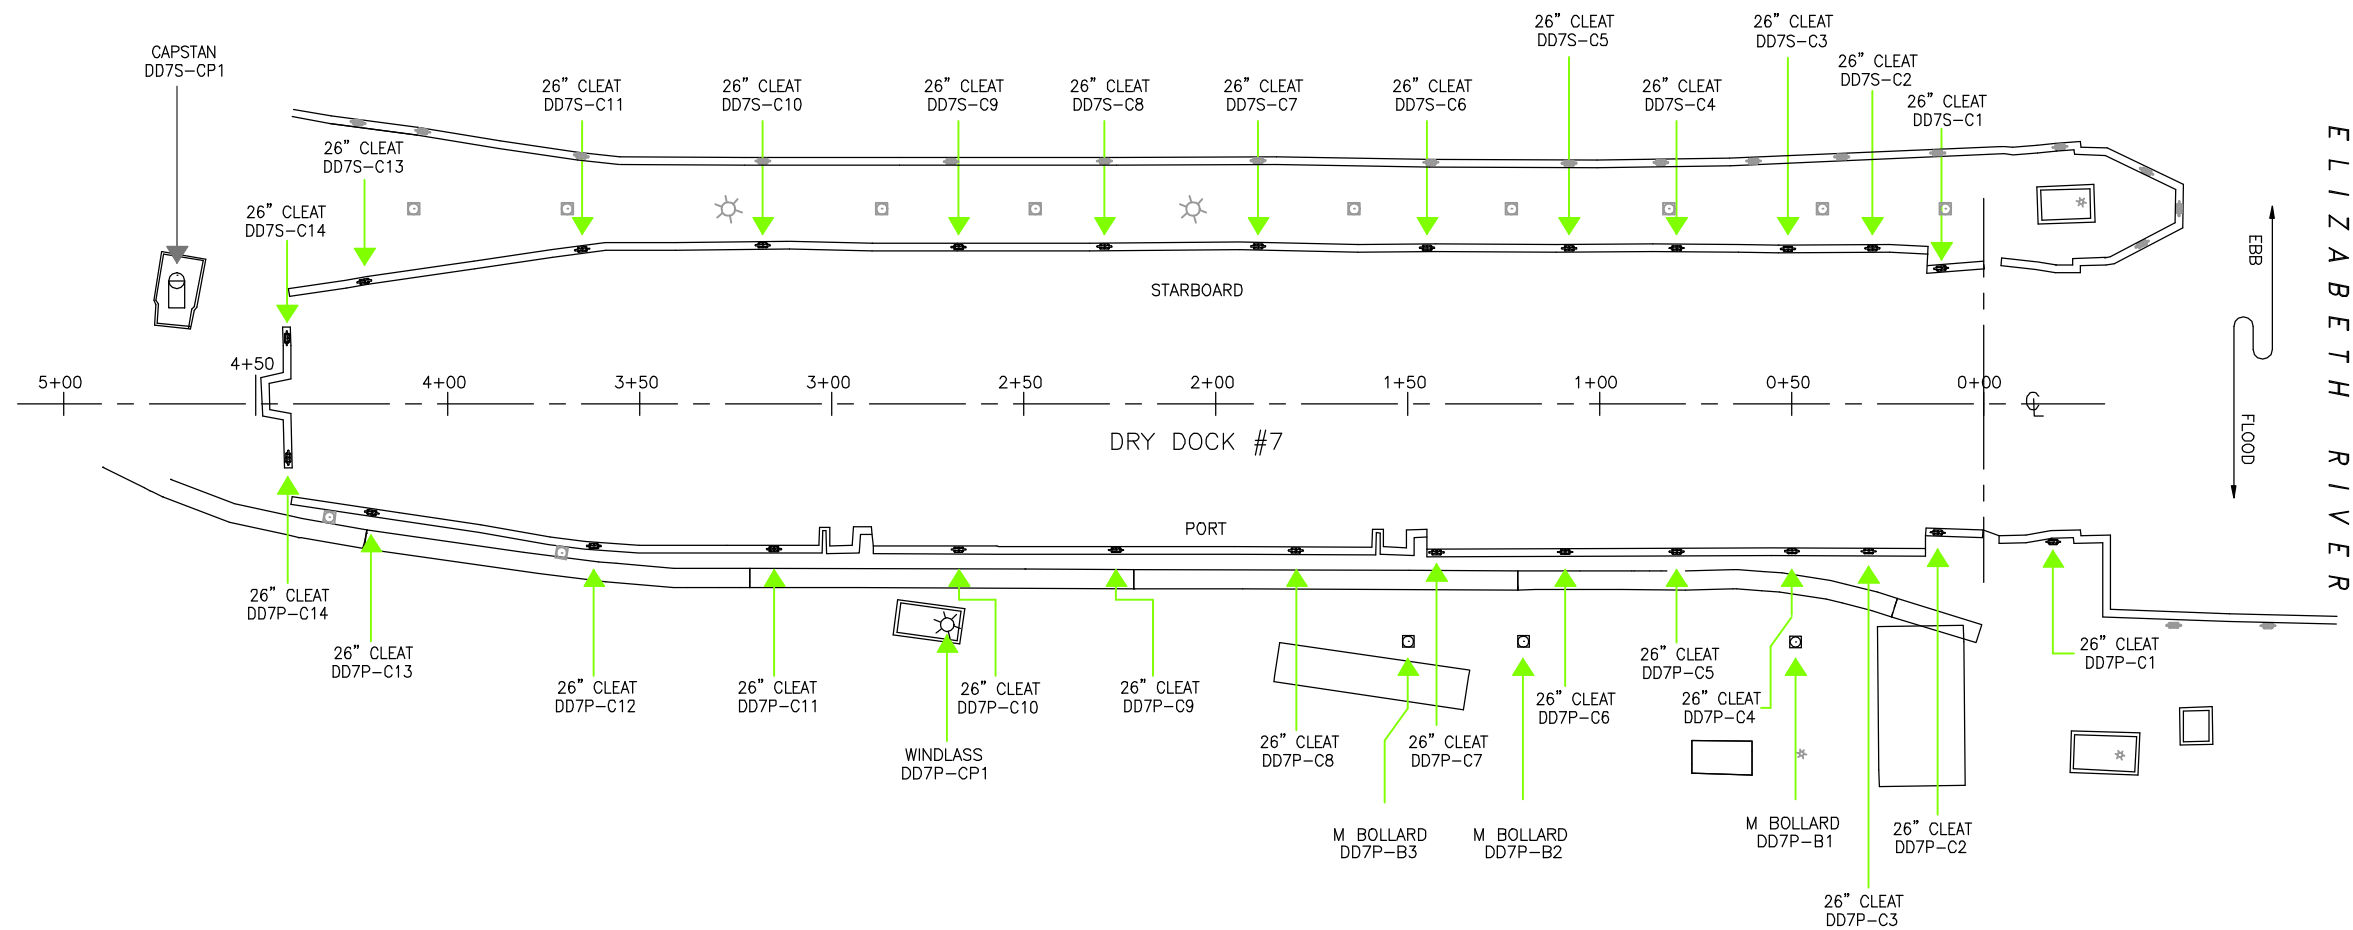 26” CLEAT
DD7S-C5
26” CLEAT
DD7S-C3
CAPSTAN
DD7S-CP1
26” CLEAT
DD7S-C2
26” CLEAT
DD7S-C11
26” CLEAT
DD7S-C10
26” CLEAT
DD7S-C9
26” CLEAT
DD7S-C8
26” CLEAT
DD7S-C7
26” CLEAT
DD7S-C6
26” CLEAT
DD7S-C4
26” CLEAT
DD7S-C1
26” CLEAT
DD7S-C13
26” CLEAT
DD7S-C14
ELIZABETH RIVER
EBB
FLOOD
STARBOARD
5+00
4+50
4+00
3+50
3+00
2+50
2+00
1+50
1+00
0+50
0+00
CL
DRY DOCK #7
PORT
26” CLEAT
DD7P-C14
26” CLEAT
DD7P-C13
26” CLEAT
DD7P-C12
26” CLEAT
DD7P-C11
26” CLEAT
DD7P-C10
26” CLEAT
DD7P-C9
26” CLEAT
DD7P-C5
26” CLEAT
DD7P-C1
26” CLEAT
DD7P-C6
26” CLEAT
DD7P-C4
WINDLASS
DD7P-CP1
26” CLEAT
DD7P-C8
26” CLEAT
DD7P-C7
M BOLLARD
DD7P-B3
M BOLLARD
DD7P-B2
M BOLLARD
DD7P-B1
26” CLEAT
DD7P-C2
26” CLEAT
DD7P-C3